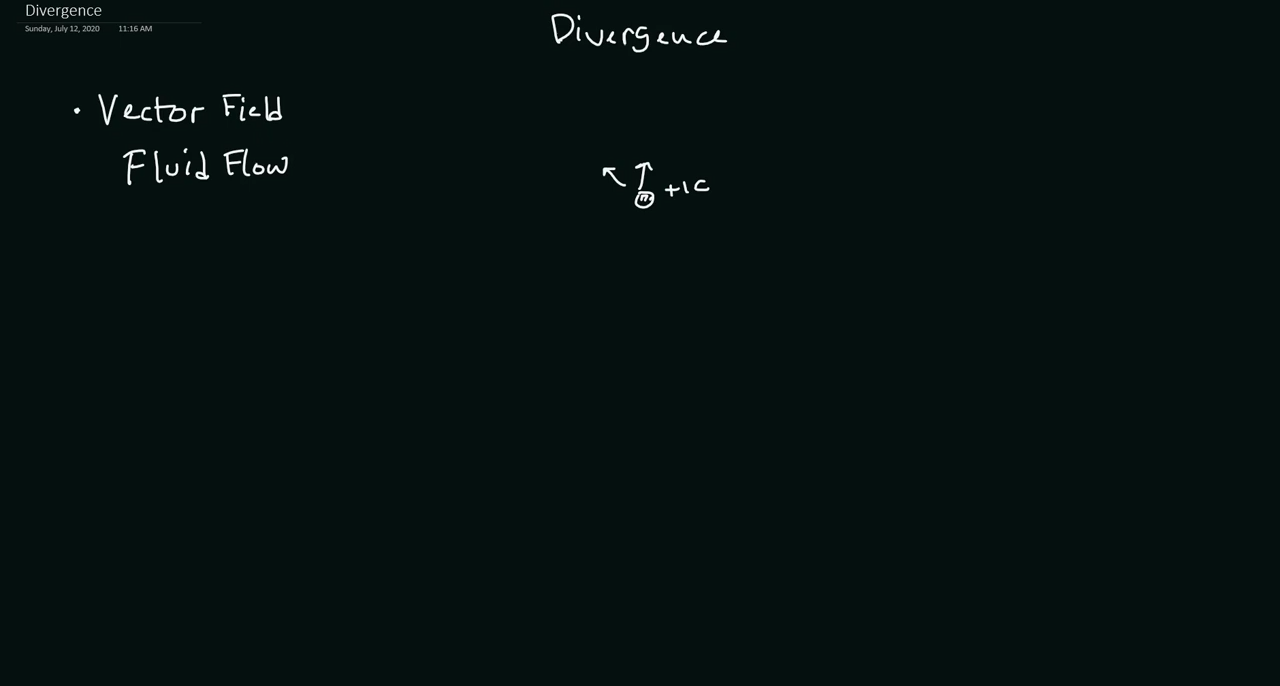 Divergence
Sunday, July 12, 2020 11:16 AM
Divergence
• Vector Field
Fluid Flow
+1C